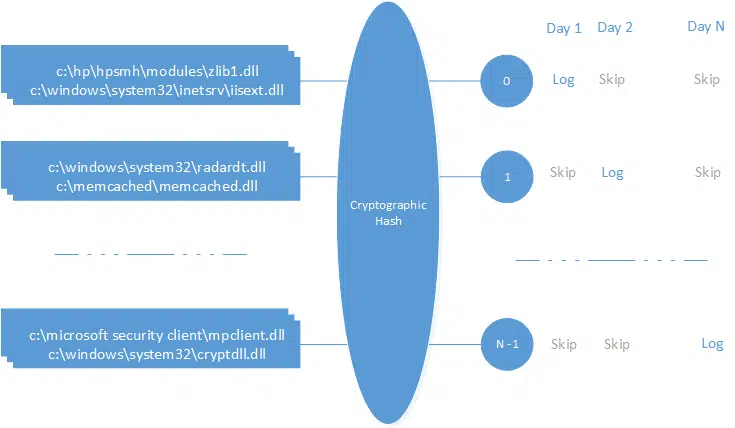 Day 1 Day 2 Day N
c:\hp\hpsmh\modules\zlib1.dll
c:\windows\system32\inetsrv\iisext.dll
0 Log Skip Skip
c:\windows\system32\radardt.dll
c:\memcached\memcached.dll
1 Skip Log Skip
Cryptographic
Hash
c:\microsoft security client\mpclient.dll
c:\windows\system32\cryptdll.dll
N -1 Skip Skip Log